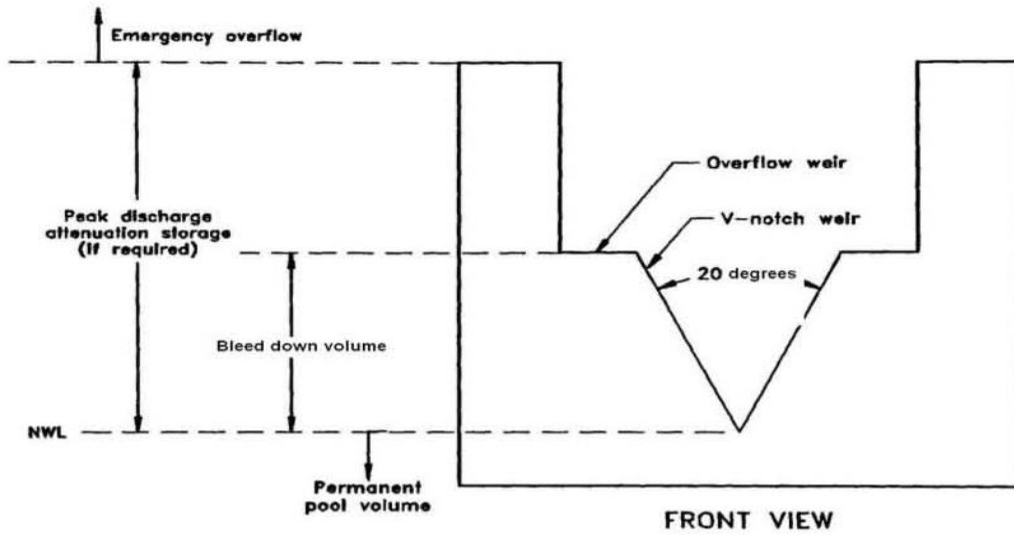 Emergency overflow
Overflow weir
Peak discharge
attenuation storage
(if required)
V-notch weir
20 degrees
Bleed down volume
NWL
Permanent
pool volume
FRONT VIEW